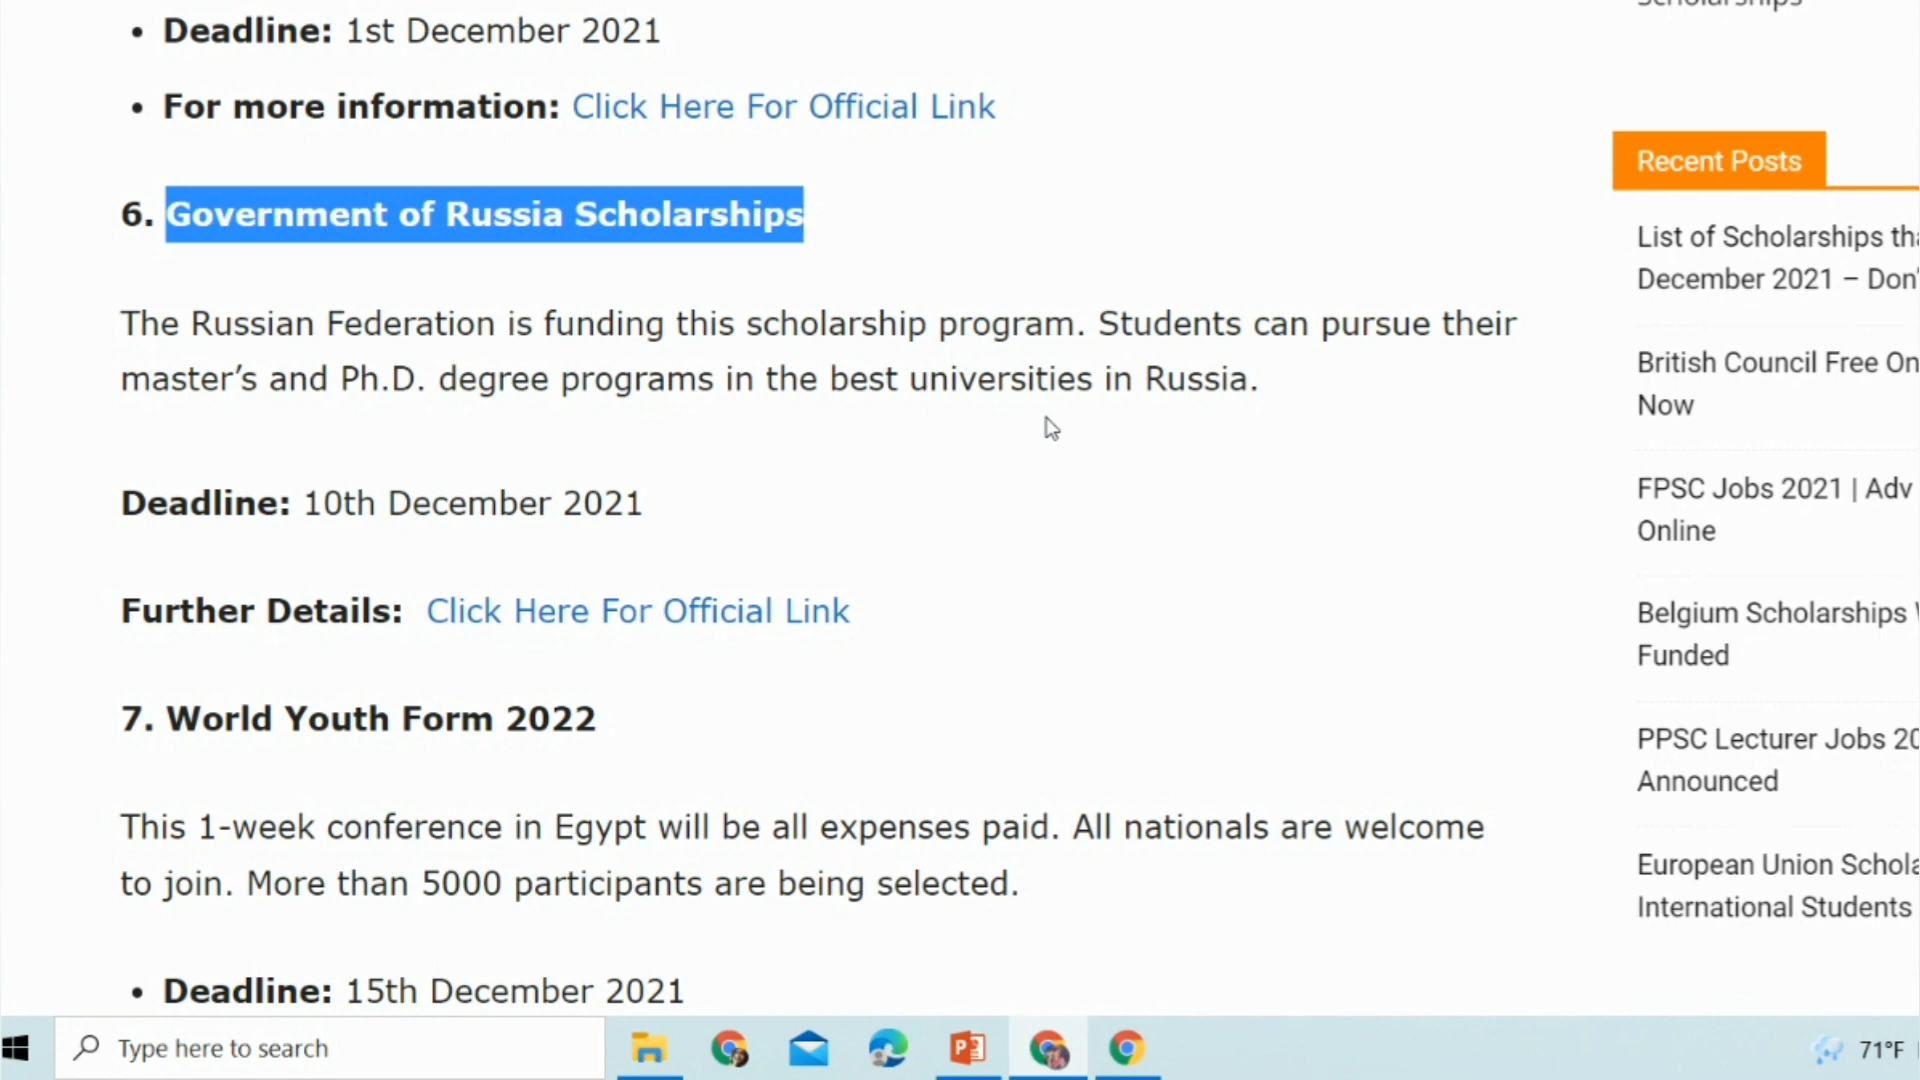 • Deadline: 1st December 2021
• For more information: Click Here For Official Link
6. Government of Russia Scholarships
The Russian Federation is funding this scholarship program. Students can pursue their
master’s and Ph.D. degree programs in the best universities in Russia.
Deadline: 10th December 2021
Further Details: Click Here For Official Link
7. World Youth Form 2022
This 1-week conference in Egypt will be all expenses paid. All nationals are welcome
to join. More than 5000 participants are being selected.
• Deadline: 15th December 2021
Scholarships
Recent Posts
List of Scholarships
December 2021 –
British Council Free
Now
FPSC Jobs 2021 | Adv
Online
Belgium Scholarships
Funded
PPSC Lecturer Jobs
Announced
European Union
International Students
Type here to search
71°F